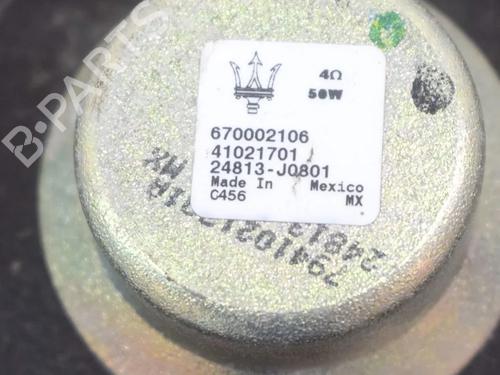 B-PARTS
4Ω
50W
670002106
41021701
24813-J0801
Made In Mexico
C456 MX